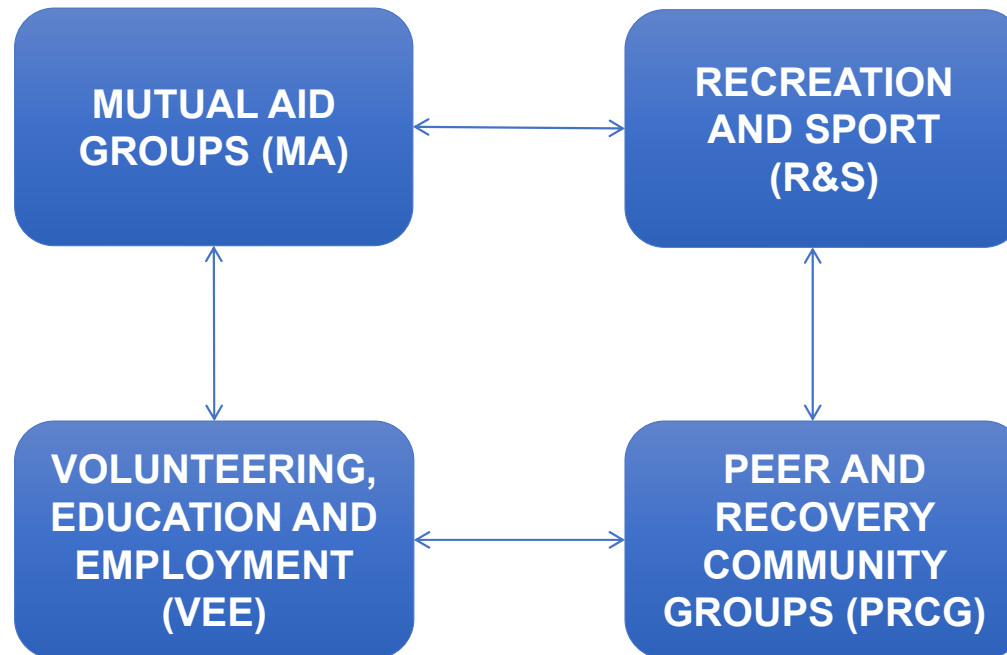 MUTUAL AID
GROUPS (MA)
RECREATION
AND SPORT
(R&S)
VOLUNTEERING,
EDUCATION AND
EMPLOYMENT
(VEE)
PEER AND
RECOVERY
COMMUNITY
GROUPS (PRCG)